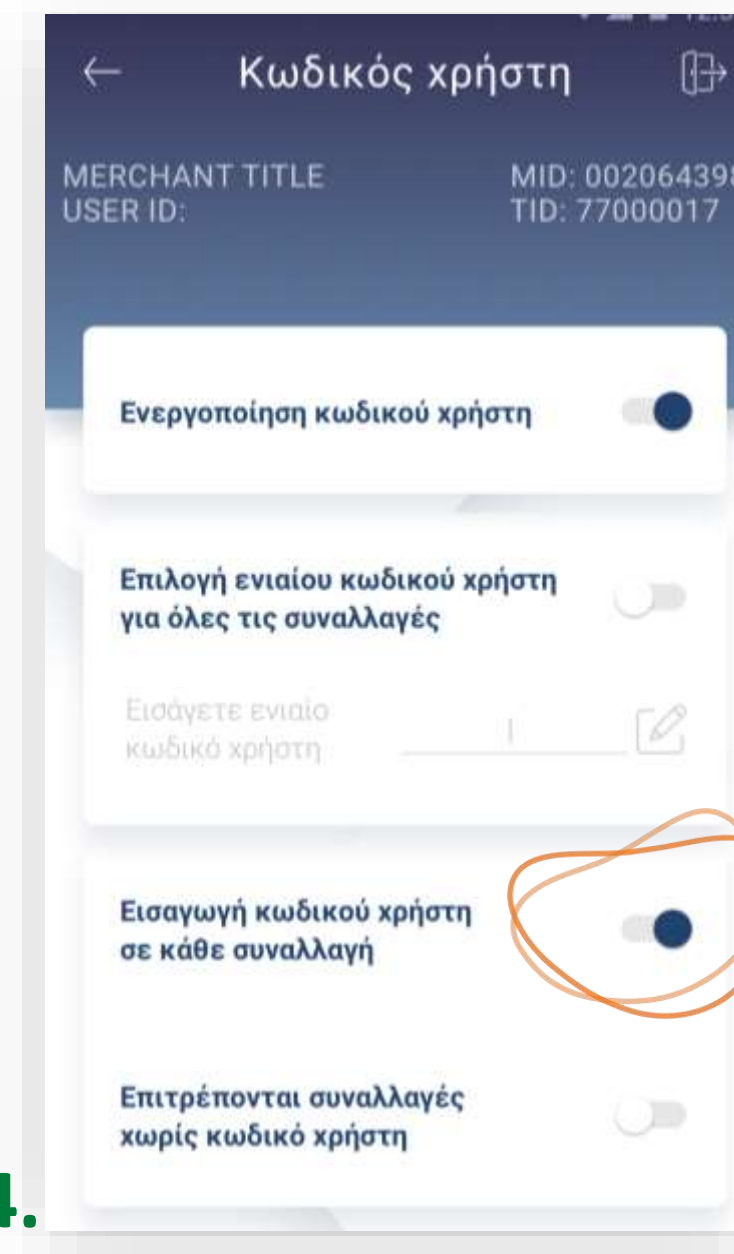 Κωδικός χρήστη
MERCHANT TITLE
MID: 002064398
USER ID:
TID: 77000017
Ενεργοποίηση κωδικού χρήστη
Επιλογή ενιαίου κωδικού χρήστη
για όλες τις συναλλαγές
Εισάγετε ενιαίο
κωδικό χρήστη
Εισαγωγή κωδικού χρήστη
σε κάθε συναλλαγή
Επιτρέπονται συναλλαγές
χωρίς κωδικό χρήστη
4.